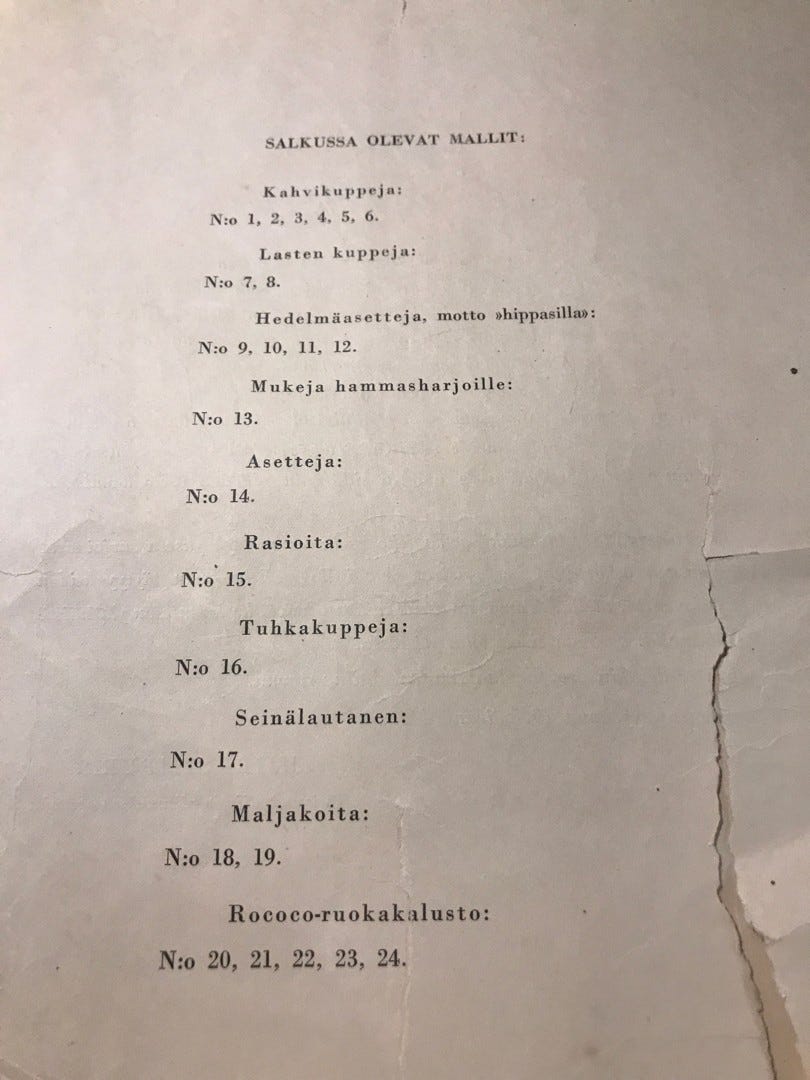 SALKUSSA OLEVAT MALLIT:
Kahvikuppeja:
N:o 1, 2, 3, 4, 5, 6.
Lasten kuppeja:
N:o 7, 8.
Hedelmäasetteja, motto »hippasilla»:
N:o 9, 10, 11, 12.
Mukeja hammasharjoille:
N:o 13.
Asetteja:
N:o 14.
Rasioita:
N:o 15.
Tuhkakuppeja:
N:o 16.
Seinälautanen:
N:o 17.
Maljakoita:
N:o 18, 19.
Rococo-ruokakalusto:
N:o 20, 21, 22, 23, 24.